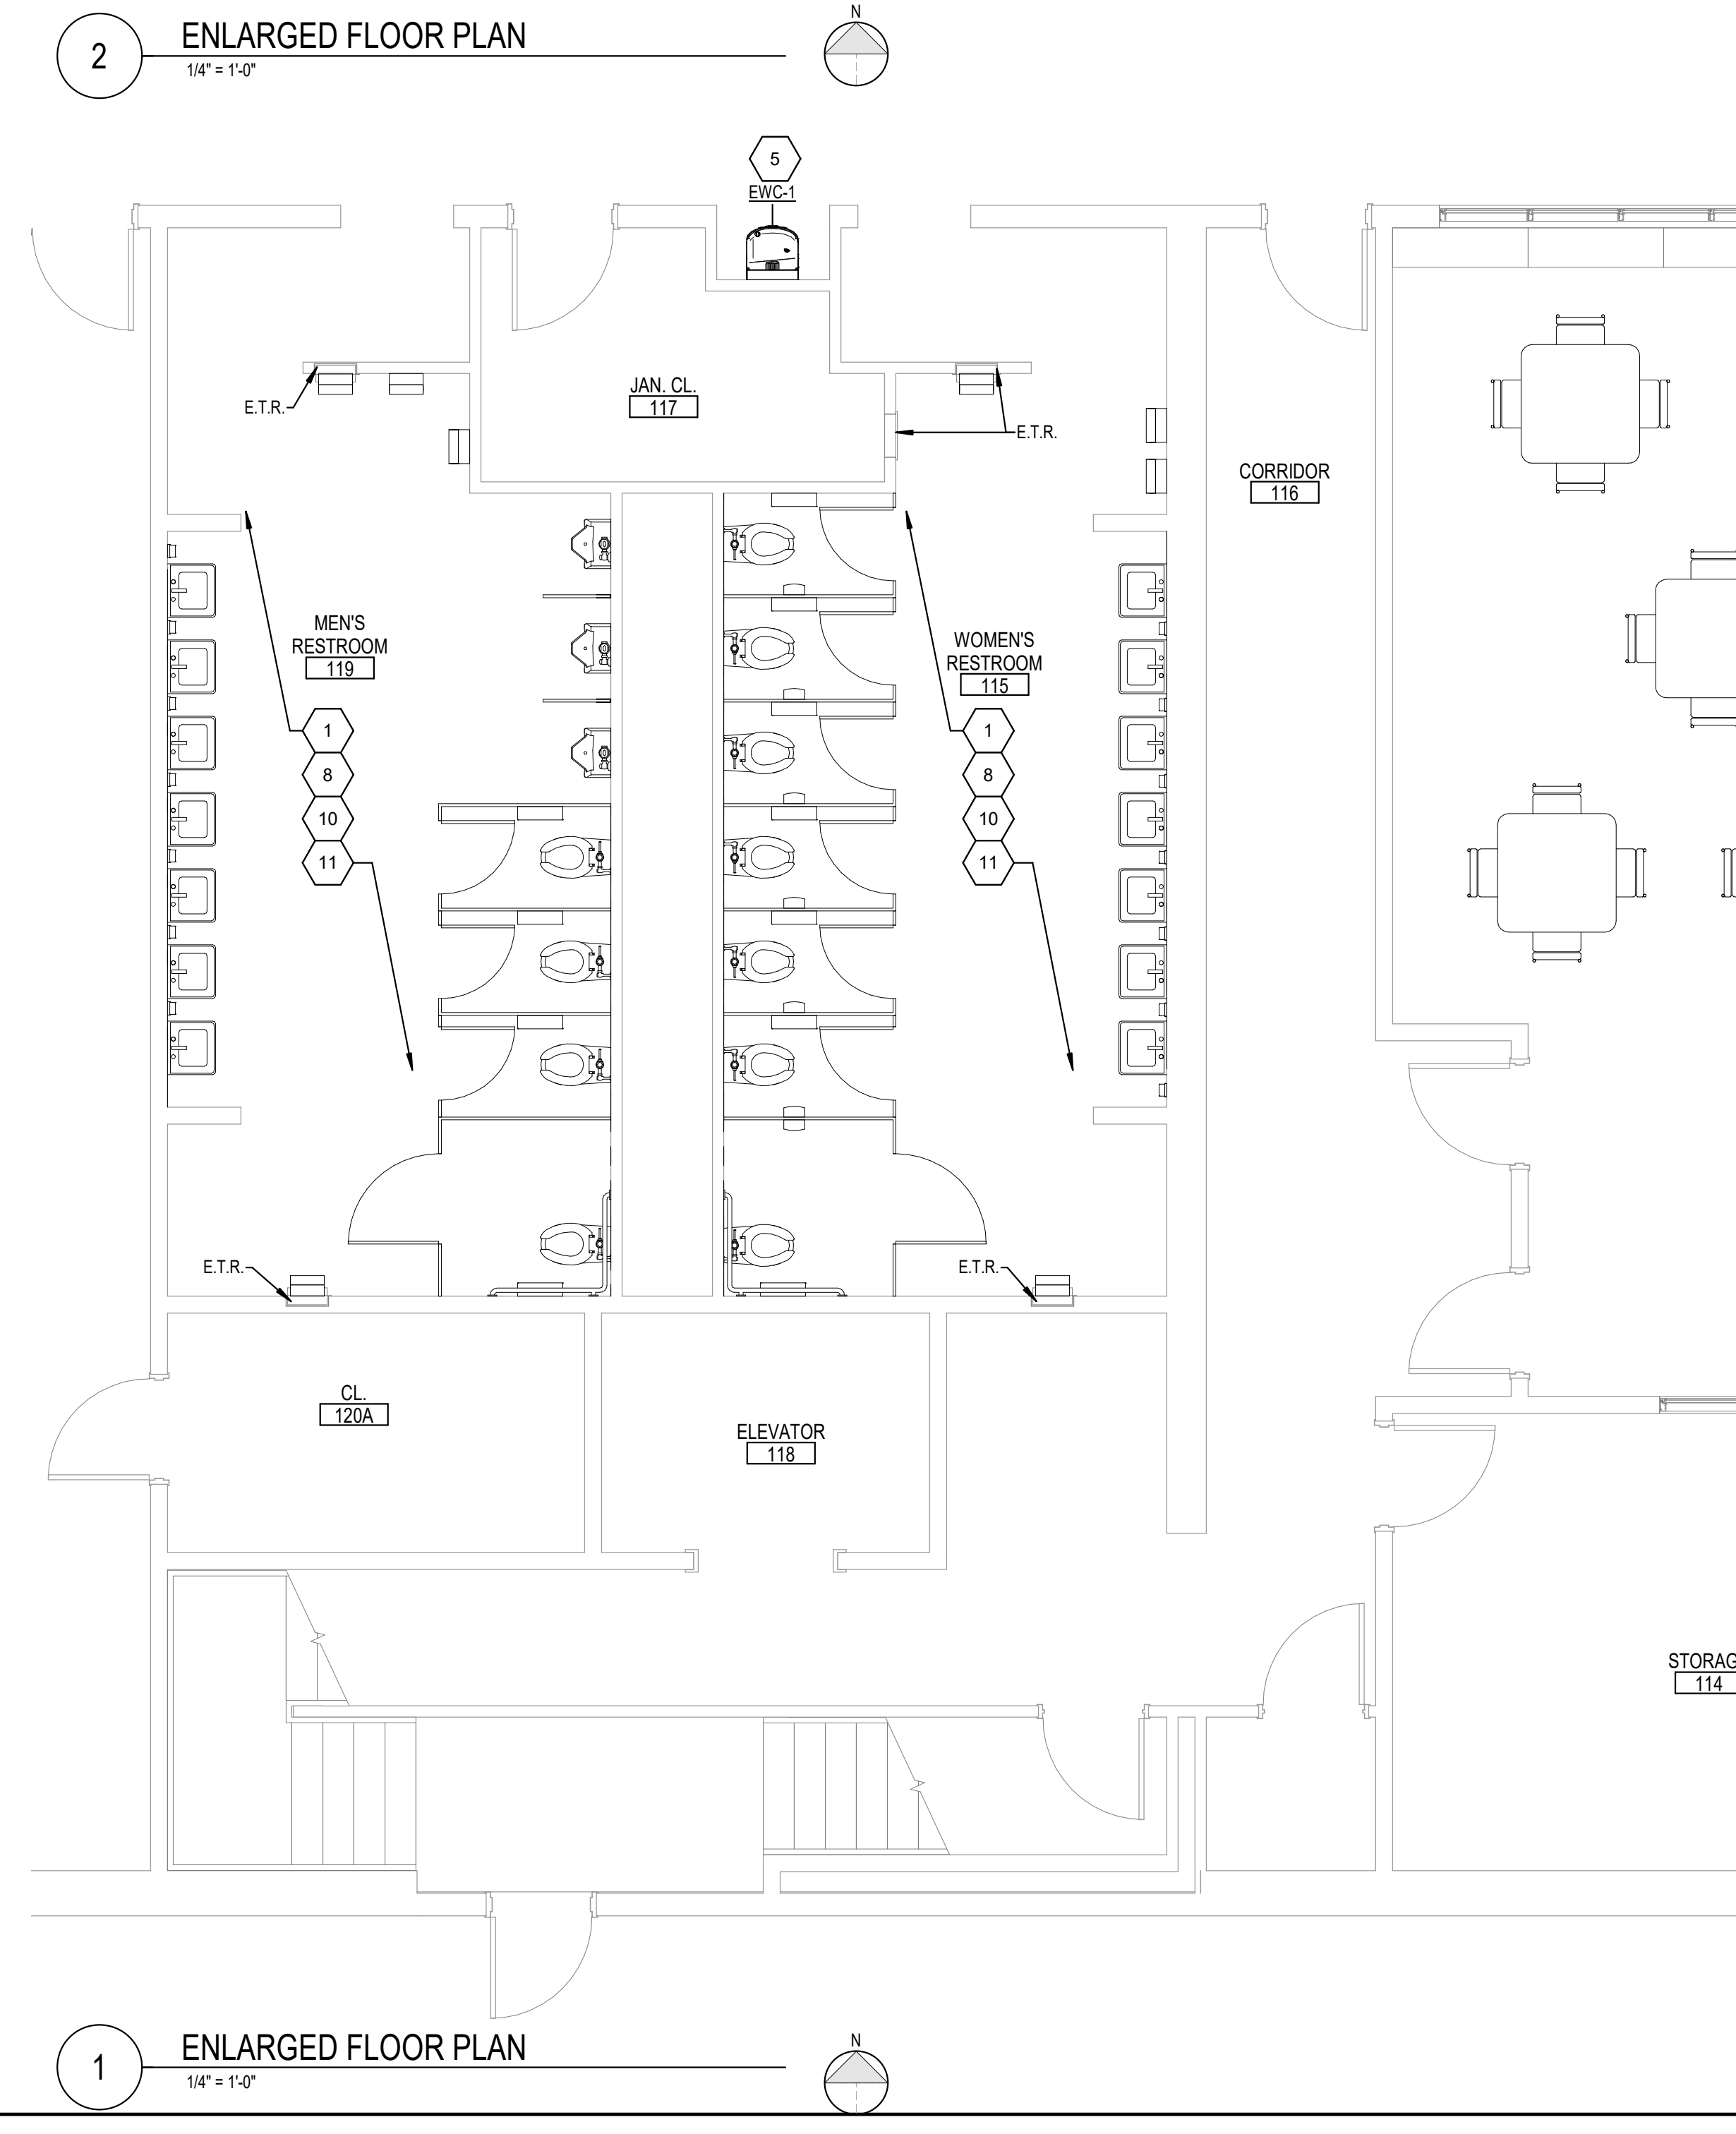 2
ENLARGED FLOOR PLAN
1/4" = 1'-0"
N
5
EWC-1
E.T.R.
JAN. CL.
117
E.T.R.
CORRIDOR
116
MEN'S
RESTROOM
119
WOMEN'S
RESTROOM
115
1
8
10
11
1
8
10
11
E.T.R.
E.T.R.
CL.
120A
ELEVATOR
118
STORAG
114
1
ENLARGED FLOOR PLAN
1/4" = 1'-0"
N